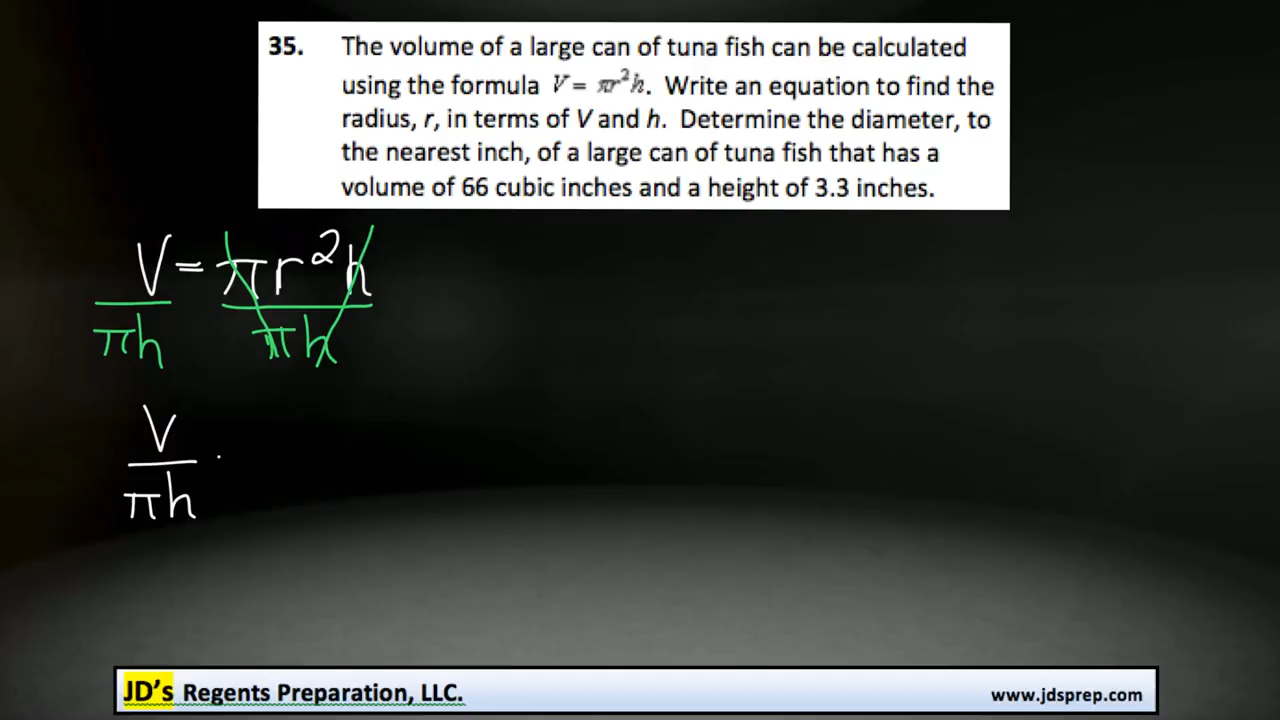 35. The volume of a large can of tuna fish can be calculated
using the formula V = πr²h. Write an equation to find the
radius, r, in terms of V and h. Determine the diameter, to
the nearest inch, of a large can of tuna fish that has a
volume of 66 cubic inches and a height of 3.3 inches.
V = πr²h
πh πh
V
πh
JD's Regents Preparation, LLC. www.jdsprep.com